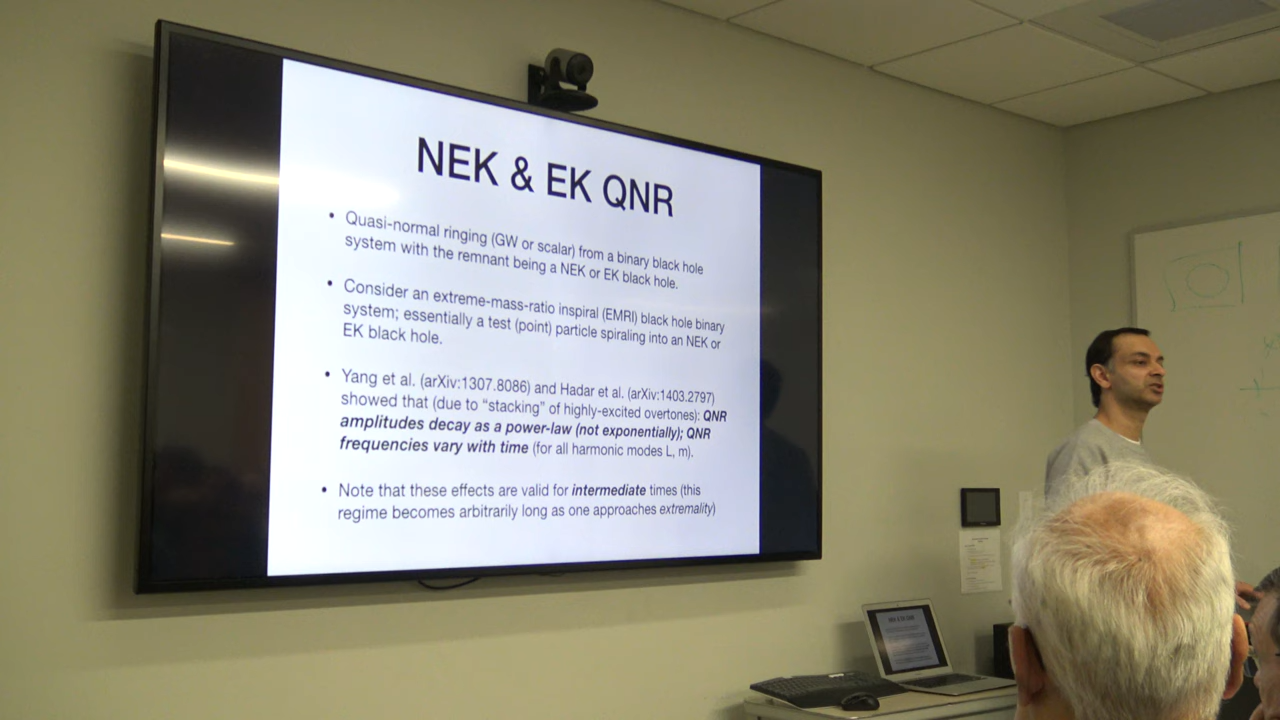 NEK & EK QNR
• Quasi-normal ringing (GW or scalar) from a binary black hole
system with the remnant being a NEK or EK black hole.
• Consider an extreme-mass-ratio inspiral (EMRI) black hole binary
system; essentially a test (point) particle spiraling into an NEK or
EK black hole.
• Yang et al. (arXiv:1307.8086) and Hadar et al. (arXiv:1403.2797)
showed that (due to “stacking” of highly-excited overtones): QNR
amplitudes decay as a power-law (not exponentially); QNR
frequencies vary with time (for all harmonic modes L, m).
• Note that these effects are valid for intermediate times (this
regime becomes arbitrarily long as one approaches extremality)
NEK & EK QNR